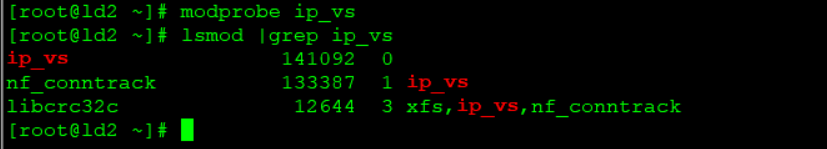 [root@ld2 ~]# modprobe ip_vs
[root@ld2 ~]# lsmod |grep ip_vs
ip_vs                 141092  0
nf_conntrack          133387  1 ip_vs
libcrc32c              12644  3 xfs,ip_vs,nf_conntrack
[root@ld2 ~]#